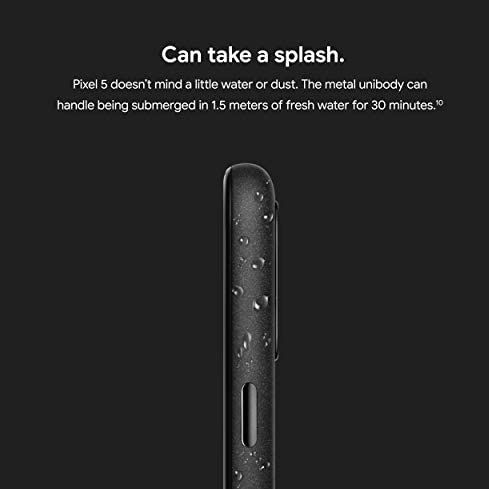 Can take a splash.
Pixel 5 doesn't mind a little water or dust. The metal unibody can
handle being submerged in 1.5 meters of fresh water for 30 minutes.¹⁰